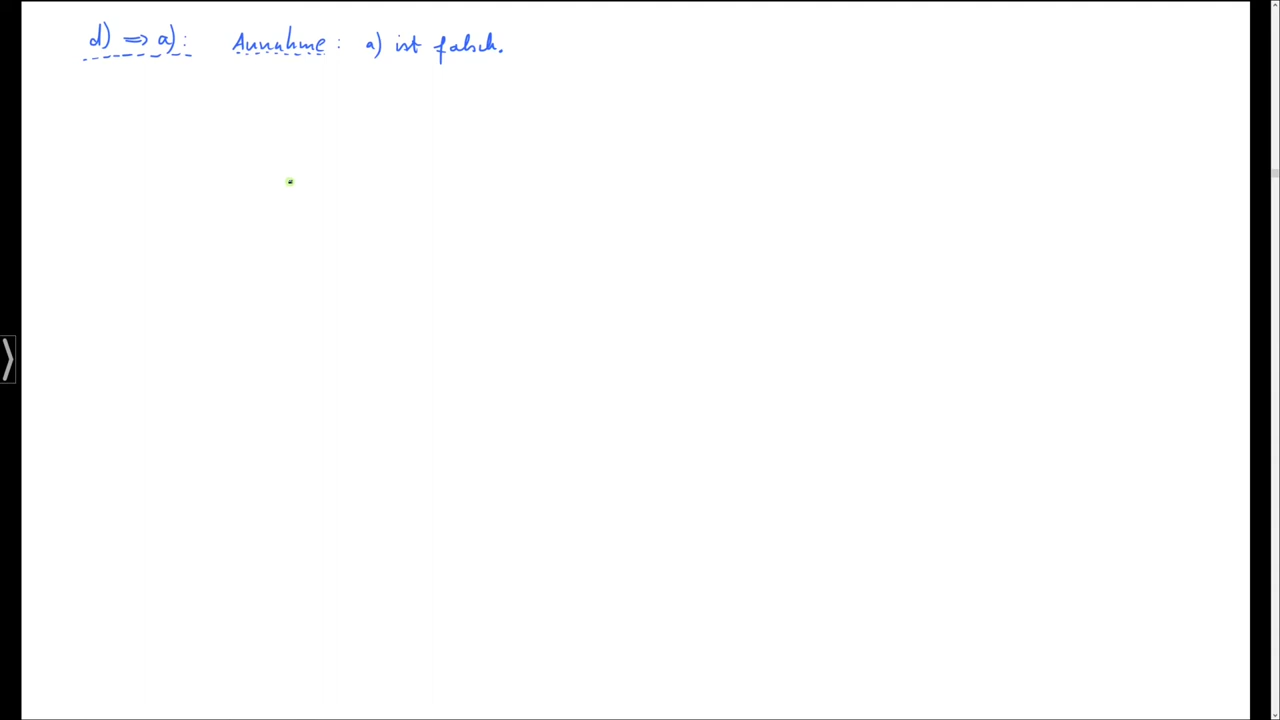 d) ⇒ a): Annahme: a) ist falsch.